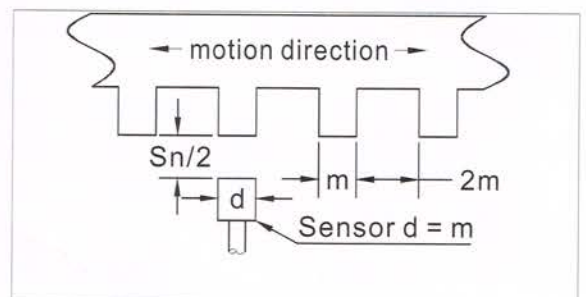 motion direction
Sn/2
m
2m
d
Sensor d = m